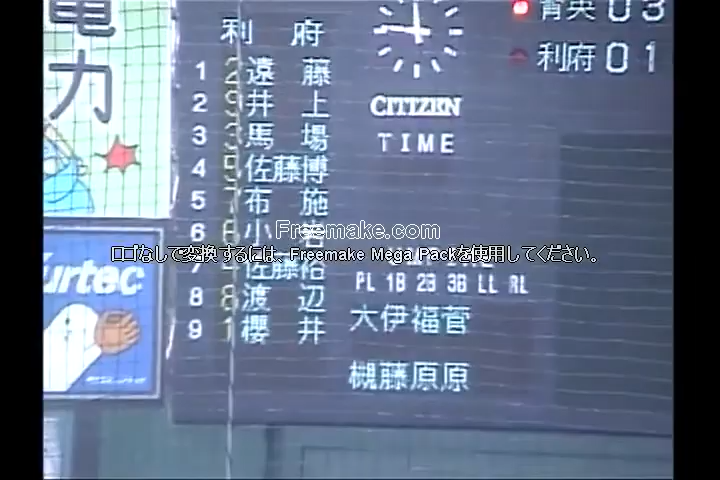 電力
利府
1 2 遠藤
2 9 井上
3 3 馬場
4 5 佐藤博
5 7 布施
6 6 小岩
7 4 佐藤裕
8 8 渡辺
9 1 櫻井
CITIZEN
TIME
青英 0 3
利府 0 1
Freemake.com
ロゴなしで変換するには、Freemake Mega Packを使用してください。
PL 1B 2B 3B LL RL
大伊福菅
槻藤原原
urtec